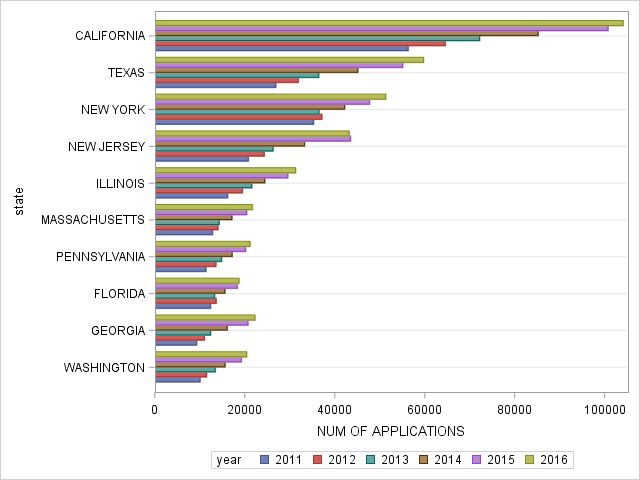 CALIFORNIA
TEXAS
NEW YORK
NEW JERSEY
ILLINOIS
MASSACHUSETTS
PENNSYLVANIA
FLORIDA
GEORGIA
WASHINGTON
state
0 20000 40000 60000 80000 100000
NUM OF APPLICATIONS
year 2011 2012 2013 2014 2015 2016